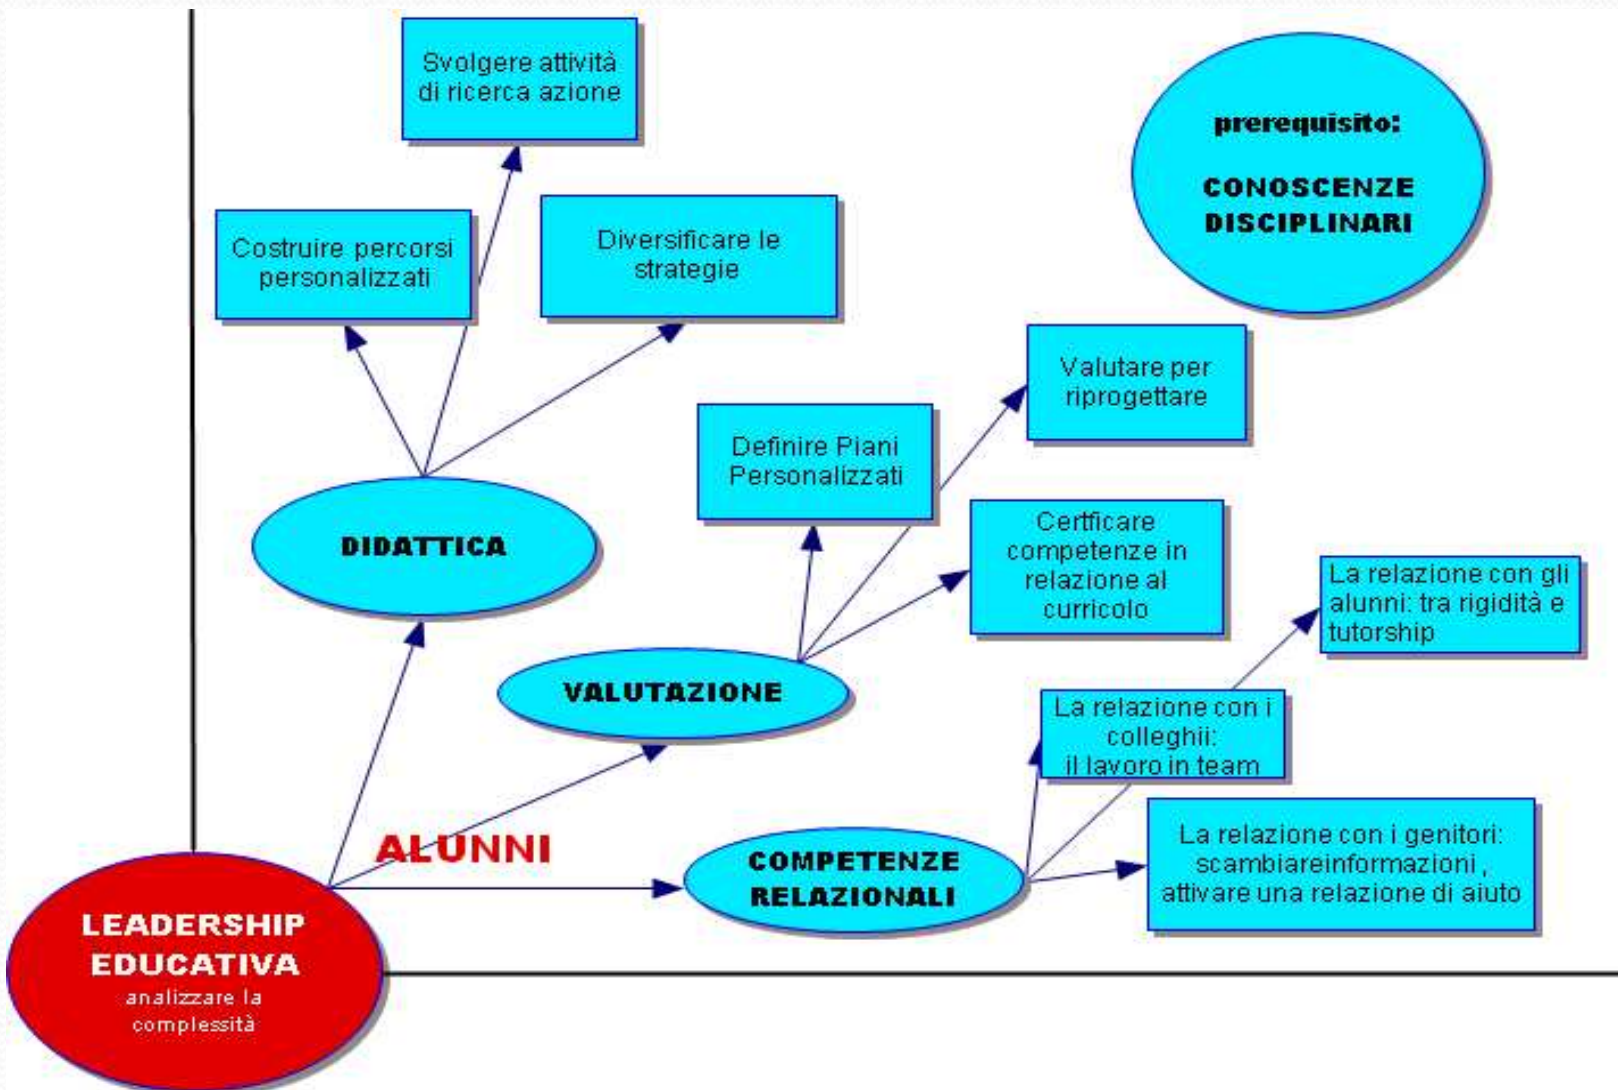 Svolgere attività
di ricerca azione
prerequisito:
CONOSCENZE
DISCIPLINARI
Costruire percorsi
personalizzati
Diversificare le
strategie
Valutare per
riprogettare
Definire Piani
Personalizzati
DIDATTICA
Certficare
competenze in
relazione al
curricolo
La relazione con gli
alunni: tra rigidità e
tutorship
VALUTAZIONE
La relazione con i
colleghii:
il lavoro in team
ALUNNI
COMPETENZE
RELAZIONALI
La relazione con i genitori:
scambiareinformazioni ,
attivare una relazione di aiuto
LEADERSHIP
EDUCATIVA
analizzare la
complessità